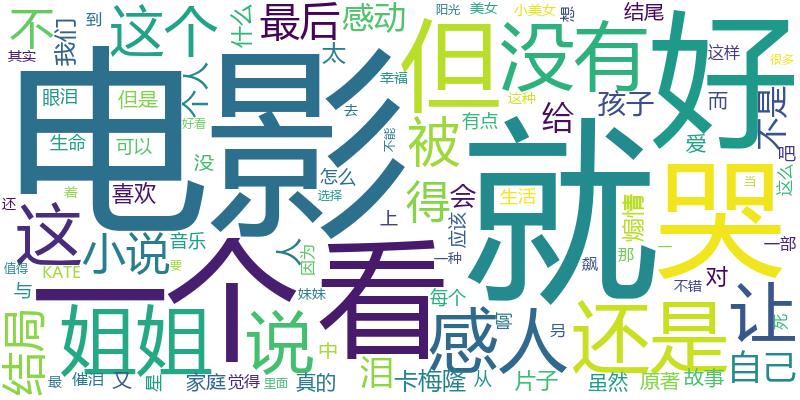 阳光 美女 小美女 想 结尾
不 我们 到 这个 什么 最后 感动
其实 太 这样 很多
电影 但 没有 好
眼泪 但是 个人 幸福 这种 孩子 而 不是
好看 去 给
生命 可以 没 不能 被 有点 爱 吧
就 哭
这 喜欢 怎么 得 会 生活 煽情 当 这么
还 着 选择 上 应该 那 一
小说 音乐 人 因为 一部
一个 看 一种 飙 对
值得 KATE 要 不错
与 妹妹 每个 哥 另 让 死
结局 姐姐 说 感人 还是
中 泪 自己
最 催泪 又 是 家庭 觉得 里面 真的 卡梅隆 从 片子 虽然 原著 故事